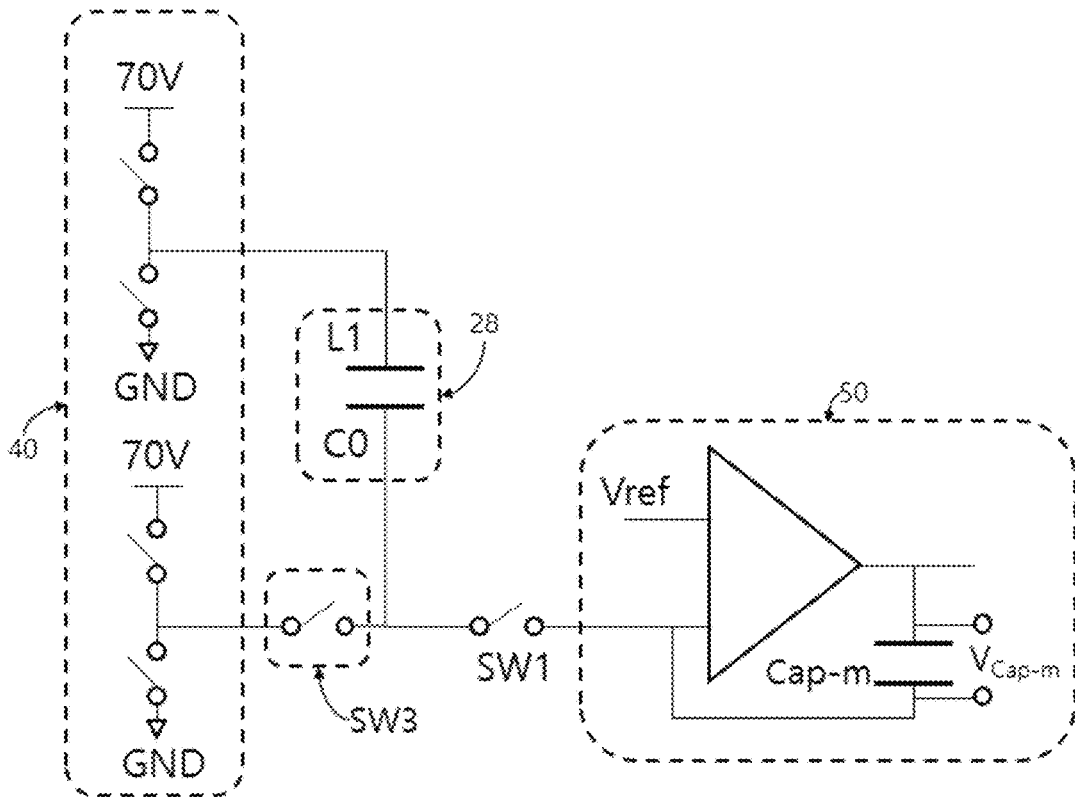 70V
GND
40
70V
GND
L1
C0
28
SW3
SW1
50
Vref
Cap-m
VCap-m